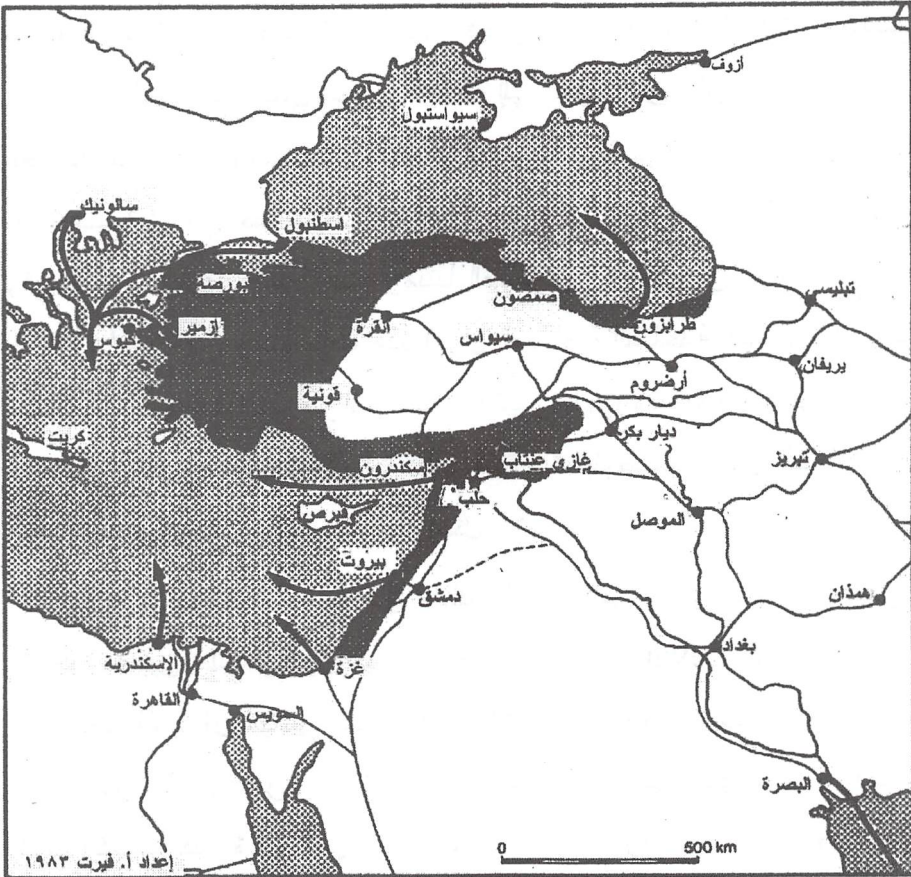 أزوف
سيواستبول
سالونيك
اسطنبول
بورصة
تبليسي
صمصون
طرابزون
أنقرة
إزمير
خيوس
سيواس
يريفان
أرضروم
قونية
ديار بكر
كريت
غازي عنتاب
سكندرون
تبريز
حلب
قبرص
الموصل
بيروت
دمشق
همذان
بغداد
الإسكندرية
غزة
القاهرة
السويس
البصرة
0 500 km
إعداد أ. فيرت ١٩٨٣